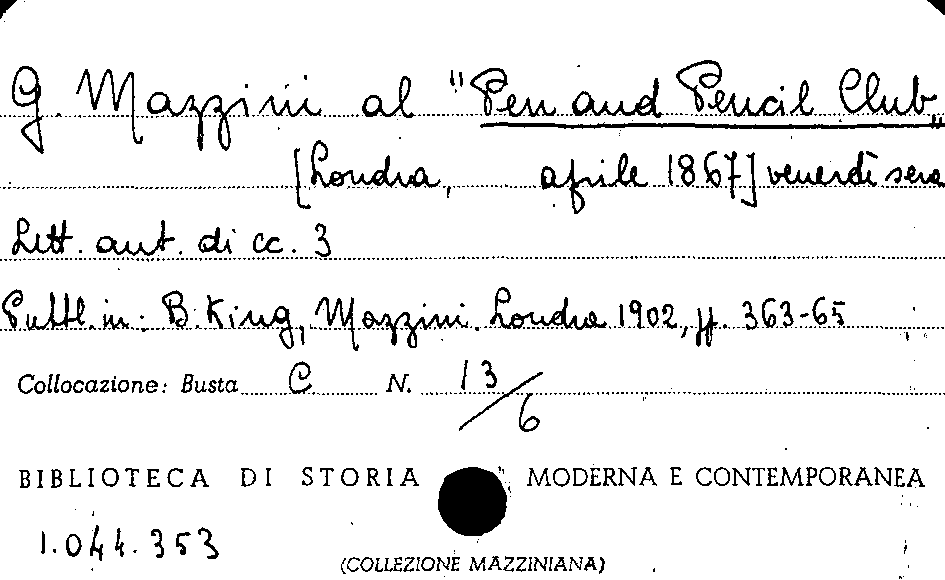 G. Mazzini al "Pen and Pencil Club„
[Londra, aprile 1867] venerdì sera
Lett. aut. di cc. 3
Pubbl. in: B. King, Mazzini. Londra 1902, pp. 363-65
Collocazione: Busta C N. 13/6
BIBLIOTECA DI STORIA MODERNA E CONTEMPORANEA
1.044.353
(COLLEZIONE MAZZINIANA)